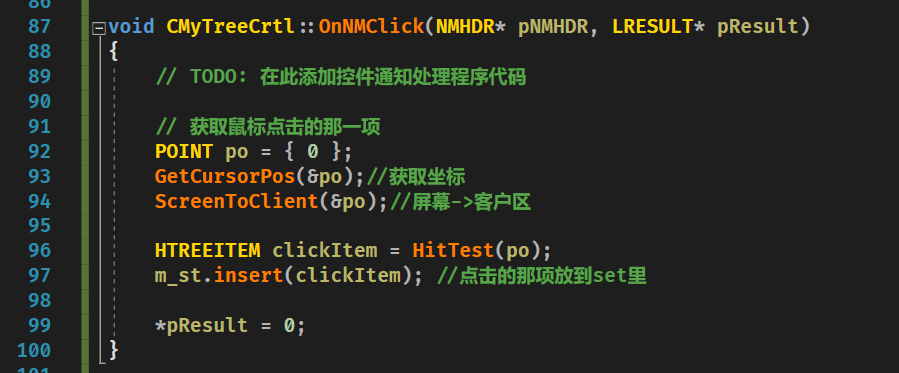 86
87 void CMyTreeCrtl::OnNMClick(NMHDR* pNMHDR, LRESULT* pResult)
88 {
89 // TODO: 在此添加控件通知处理程序代码
90
91 // 获取鼠标点击的那一项
92 POINT po = { 0 };
93 GetCursorPos(&po);//获取坐标
94 ScreenToClient(&po);//屏幕->客户区
95
96 HTREEITEM clickItem = HitTest(po);
97 m_st.insert(clickItem); //点击的那项放到set里
98
99 *pResult = 0;
100 }
101